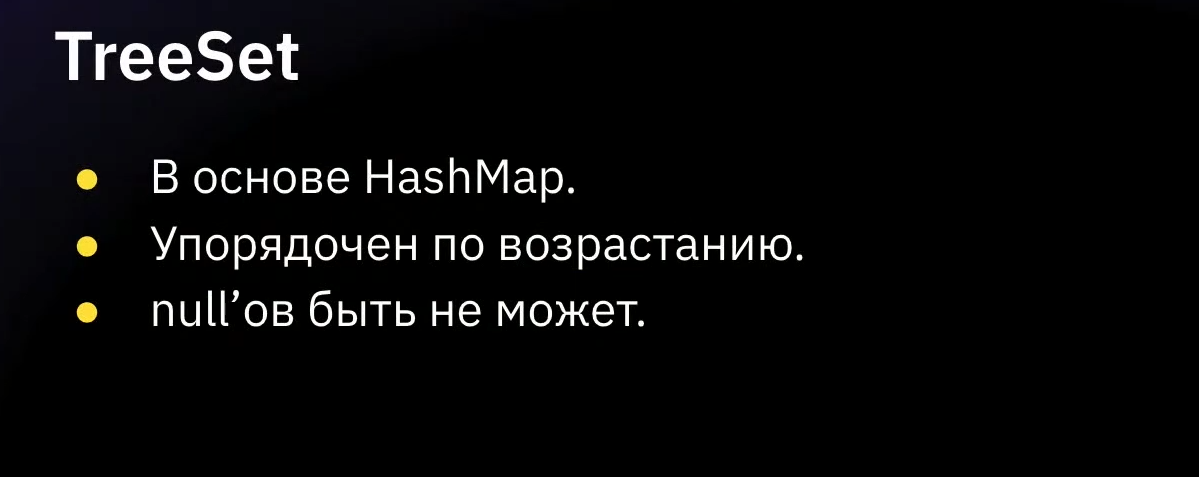 TreeSet
● В основе HashMap.
● Упорядочен по возрастанию.
● null’ов быть не может.